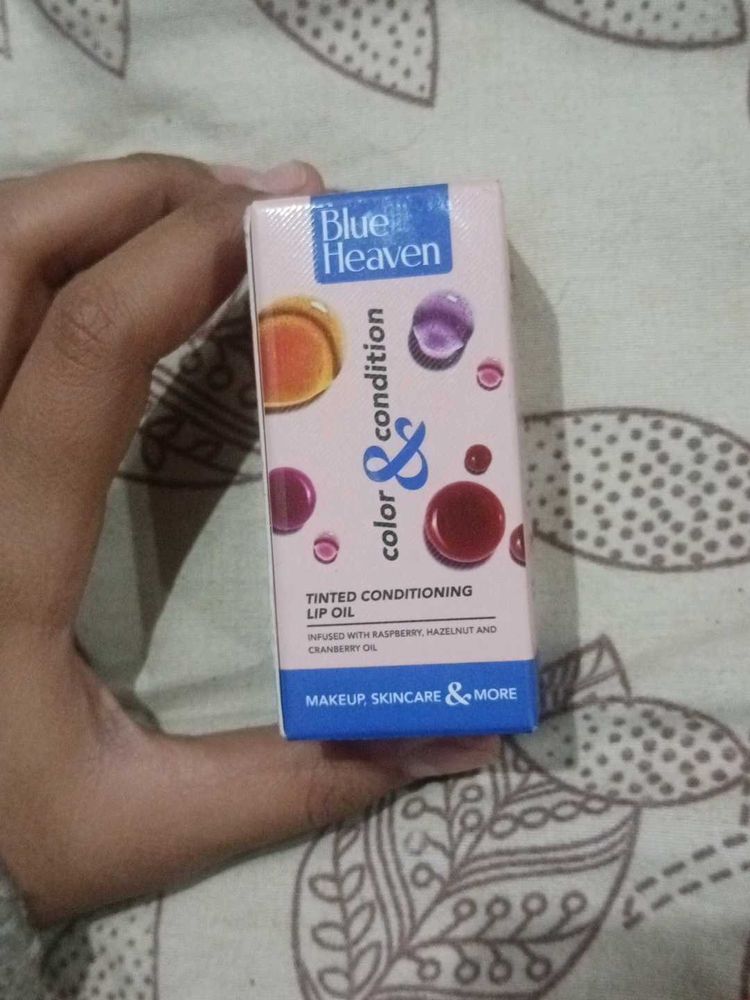 Blue
Heaven
color & condition
TINTED CONDITIONING
LIP OIL
INFUSED WITH RASPBERRY, HAZELNUT AND
CRANBERRY OIL
MAKEUP, SKINCARE & MORE